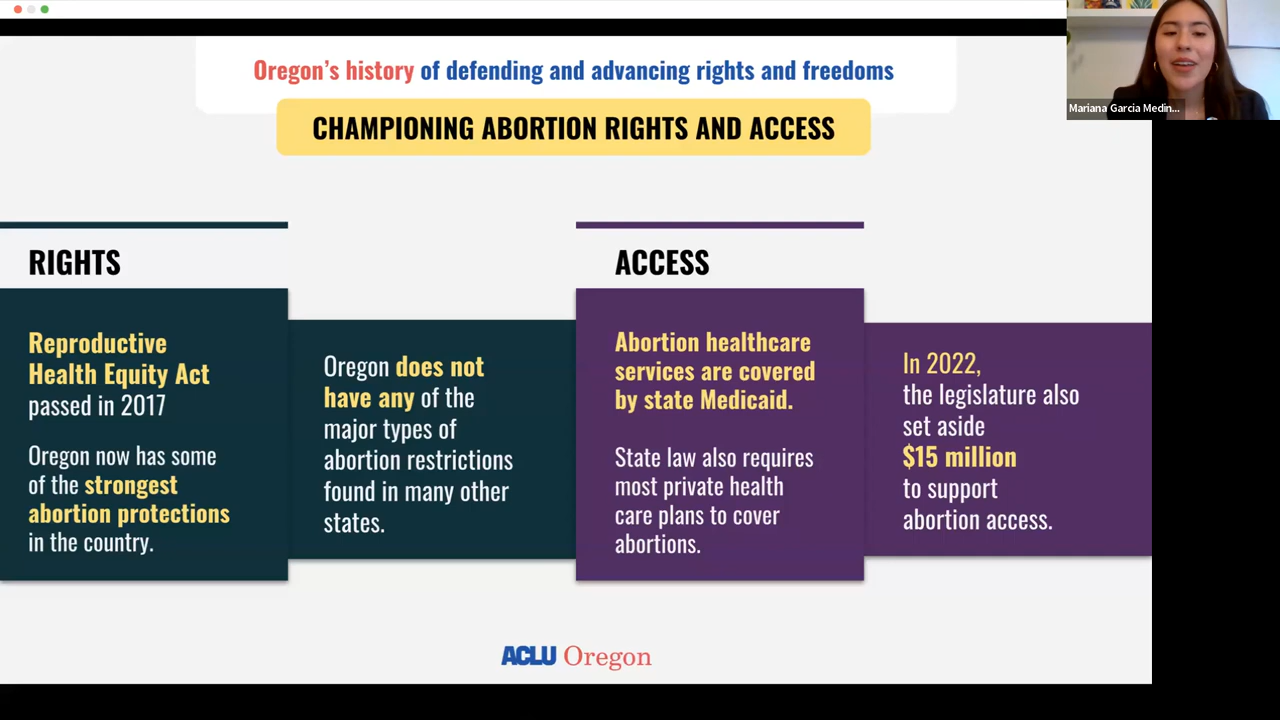 Oregon's history of defending and advancing rights and freedoms
CHAMPIONING ABORTION RIGHTS AND ACCESS
RIGHTS
Reproductive
Health Equity Act
passed in 2017
Oregon now has some
of the strongest
abortion protections
in the country.
Oregon does not
have any of the
major types of
abortion restrictions
found in many other
states.
ACCESS
Abortion healthcare
services are covered
by state Medicaid.
State law also requires
most private health
care plans to cover
abortions.
In 2022,
the legislature also
set aside
$15 million
to support
abortion access.
ACLU Oregon
Mariana Garcia Medin...